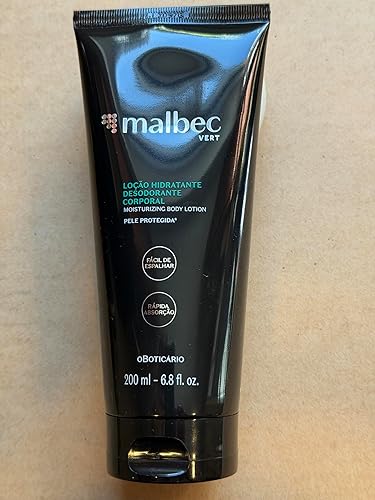 malbec
VERT
LOÇÃO HIDRATANTE
DESODORANTE
CORPORAL
MOISTURIZING BODY LOTION
PELE PROTEGIDA*
FÁCIL DE
ESPALHAR
RÁPIDA
ABSORÇÃO
oBOTICÁRIO
200 ml – 6.8 fl. oz.